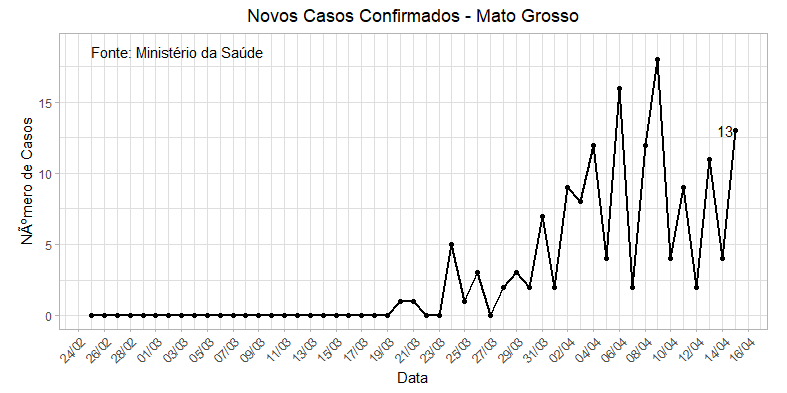 Novos Casos Confirmados - Mato Grosso
Fonte: Ministério da Saúde
NÃºmero de Casos
15
10
5
0
13
24/02 26/02 28/02 01/03 03/03 05/03 07/03 09/03 11/03 13/03 15/03 17/03 19/03 21/03 23/03 25/03 27/03 29/03 31/03 02/04 04/04 06/04 08/04 10/04 12/04 14/04 16/04
Data